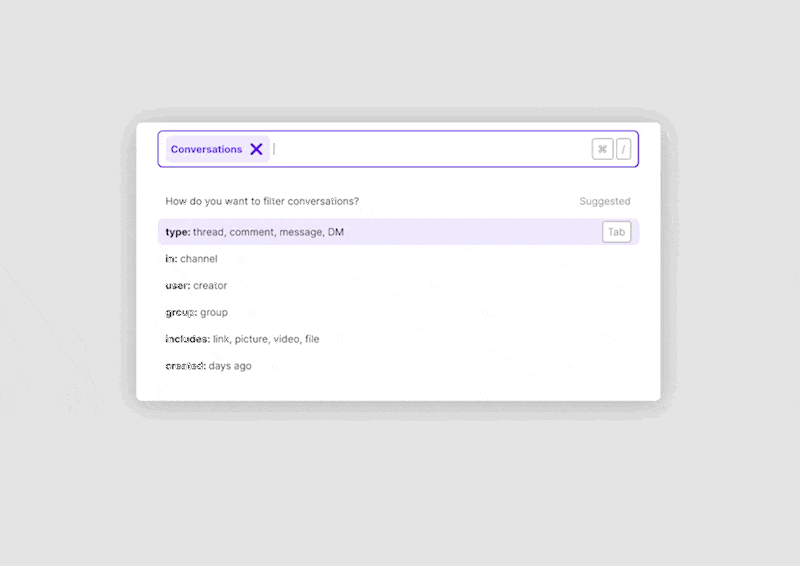 Conversations
⌘ /
How do you want to filter conversations? Suggested
type: thread, comment, message, DM Tab
in: channel
user: creator
group: group
includes: link, picture, video, file
created: days ago